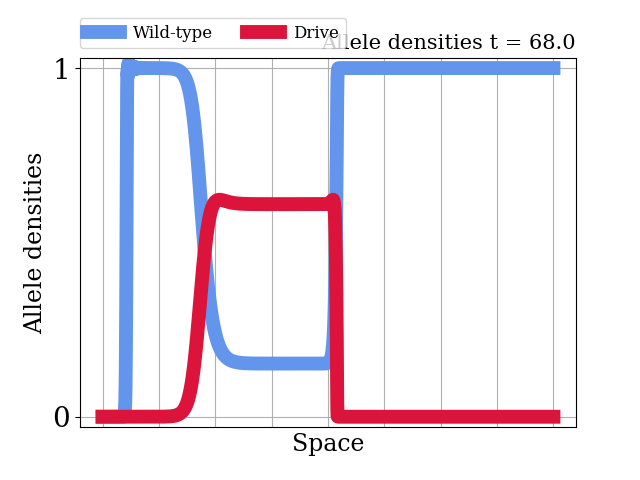 Wild-type Drive
Allele densities t = 68.0
1
Allele densities
0
Space